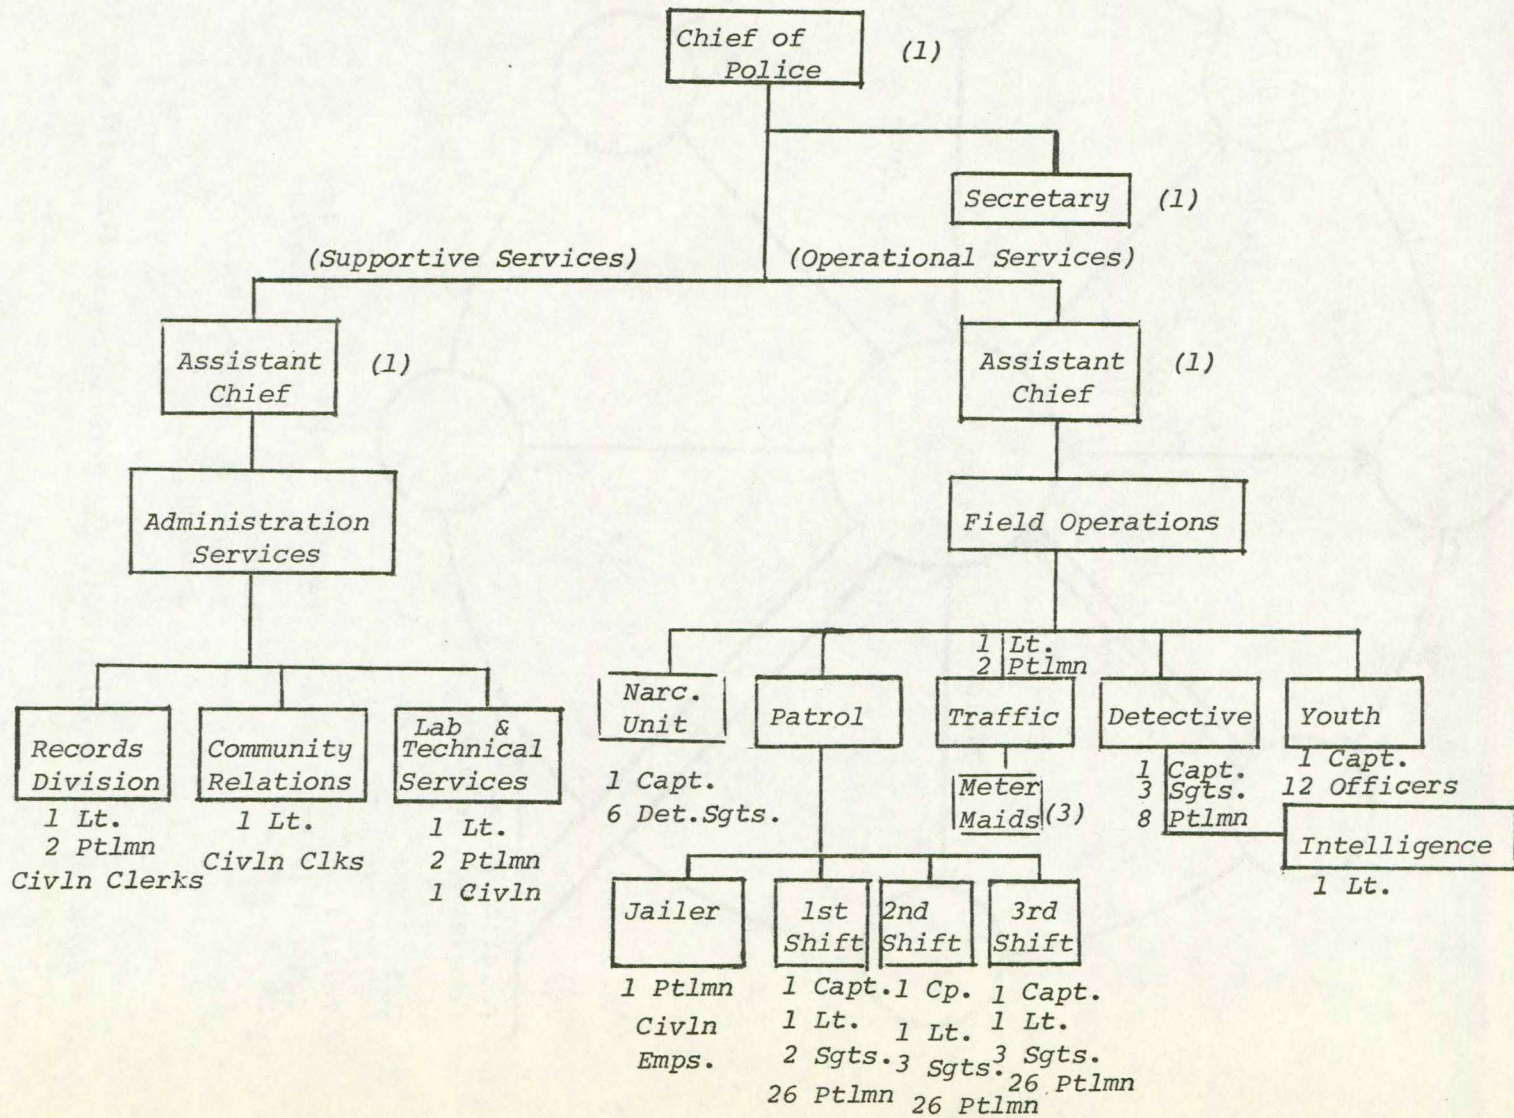 Chief of
Police
(1)
Secretary
(1)
(Supportive Services)
(Operational Services)
Assistant
Chief
(1)
Assistant
Chief
(1)
Administration
Services
Field Operations
Records
Division
1 Lt.
2 Ptlmn
Civln Clerks
Community
Relations
1 Lt.
Civln Clks
Lab &
Technical
Services
1 Lt.
2 Ptlmn
1 Civln
Narc.
Unit
1 Capt.
6 Det.Sgts.
Patrol
1 Lt.
2 Ptlmn
Traffic
Meter
Maids (3)
Detective
1 Capt.
3 Sgts.
8 Ptlmn
Youth
1 Capt.
12 Officers
Intelligence
1 Lt.
Jailer
1 Ptlmn
Civln
Emps.
1st
Shift
1 Capt.
1 Lt.
2 Sgts.
26 Ptlmn
2nd
Shift
1 Cp.
1 Lt.
3 Sgts.
26 Ptlmn
3rd
Shift
1 Capt.
1 Lt.
3 Sgts.
26 Ptlmn